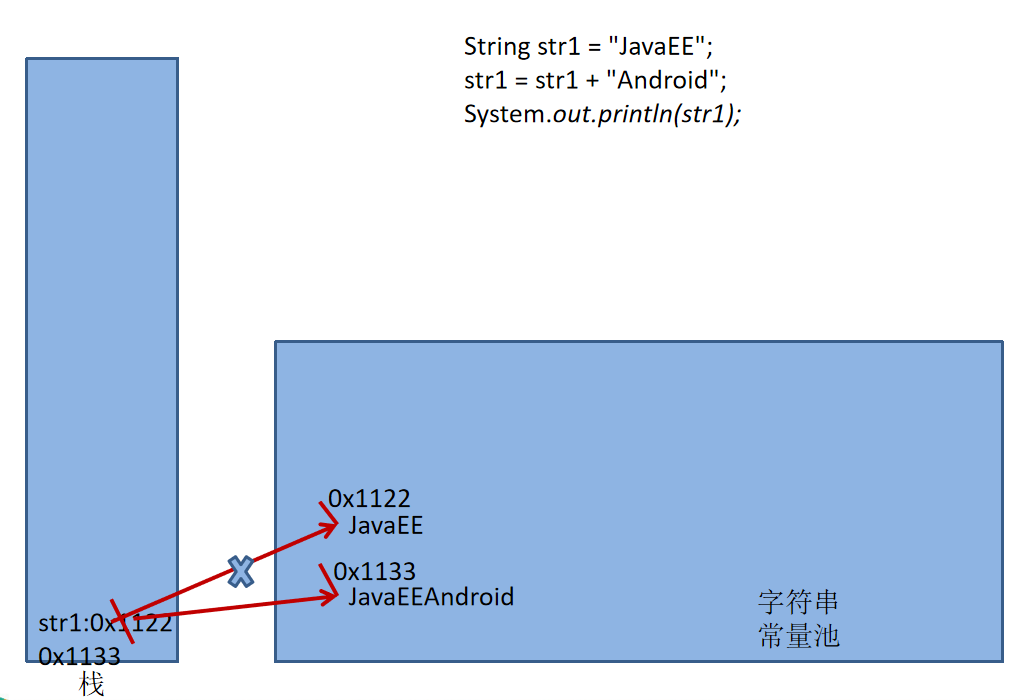 String str1 = "JavaEE";
str1 = str1 + "Android";
System.out.println(str1);
0x1122
JavaEE
0x1133
JavaEEAndroid
字符串
常量池
str1:0x1122
0x1133
栈